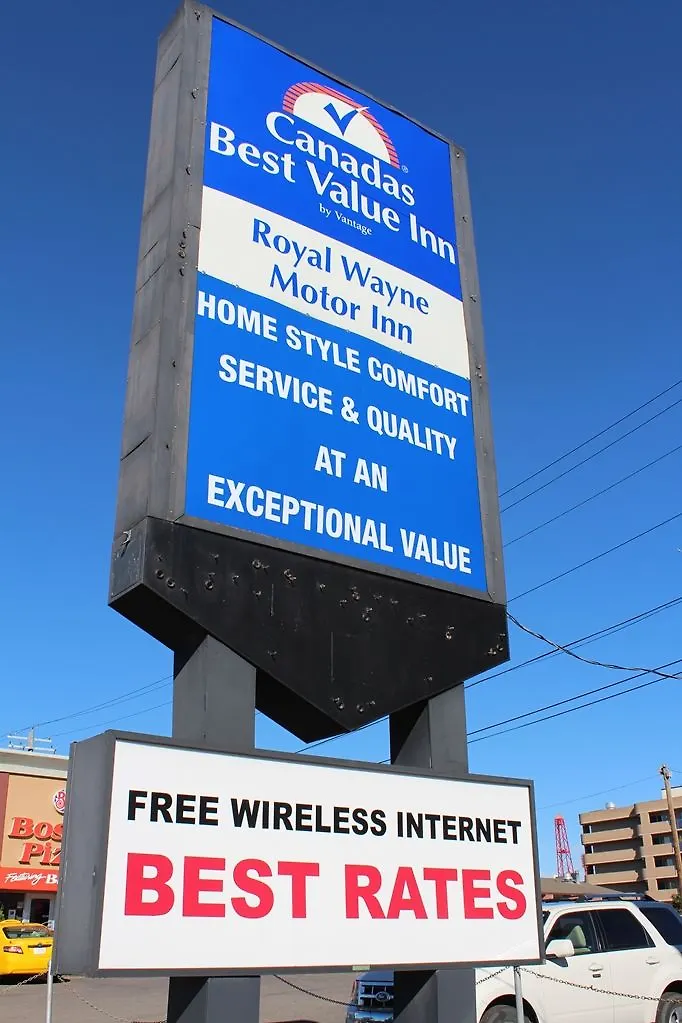 Canadas
Best Value Inn
by Vantage
Royal Wayne
Motor Inn
HOME STYLE COMFORT
SERVICE & QUALITY
AT AN
EXCEPTIONAL VALUE
FREE WIRELESS INTERNET
BEST RATES
Bos
Piz
Featuring B